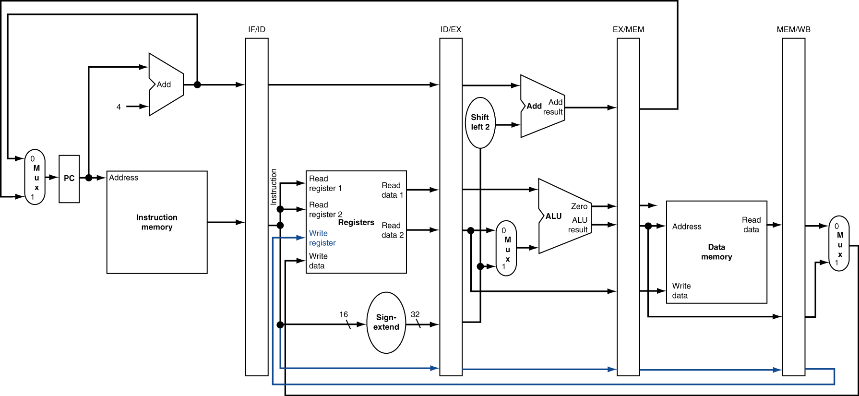 IF/ID
ID/EX
EX/MEM
MEM/WB
Add
4
Shift
left 2
Add
Add
result
0
M
u
x
1
PC
Address
Instruction
memory
Instruction
Read
register 1
Read
register 2
Write
register
Write
data
Registers
Read
data 1
Read
data 2
0
M
u
x
1
ALU
Zero
ALU
result
Address
Write
data
Data
memory
Read
data
0
M
u
x
1
16
Sign-
extend
32